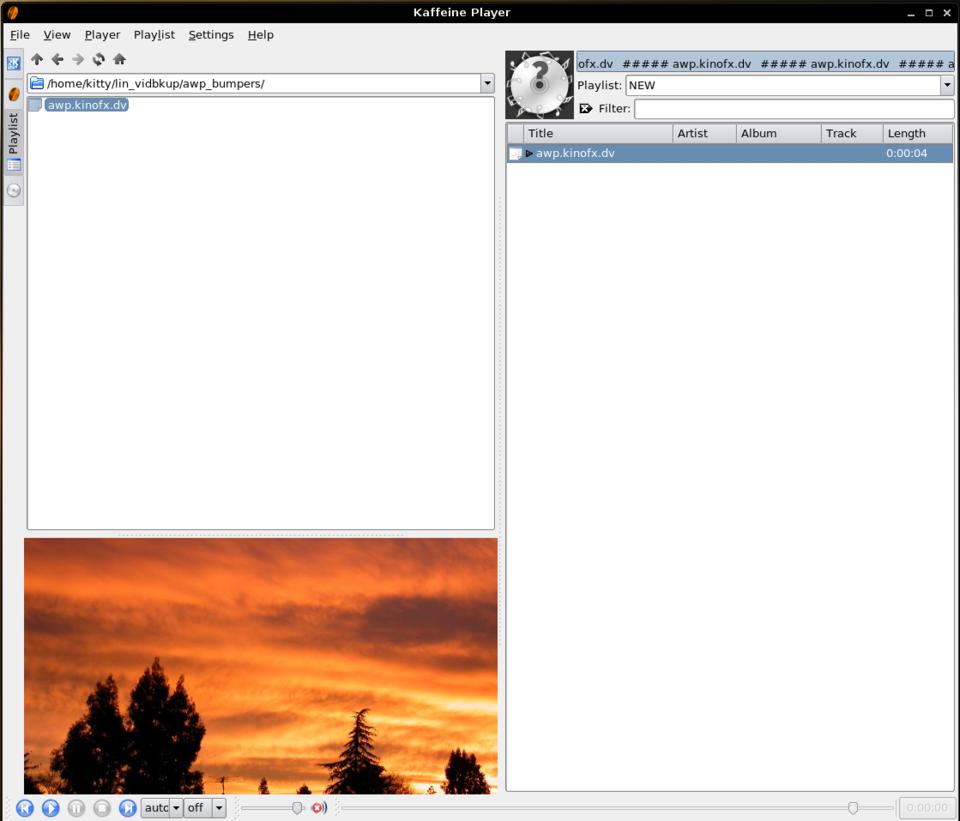 Kaffeine Player
File View Player Playlist Settings Help
/home/kitty/lin_vidbkup/awp_bumpers/
awp.kinofx.dv
Playlist
ofx.dv ##### awp.kinofx.dv ##### awp.kinofx.dv ##### a
Playlist: NEW
Filter:
Title Artist Album Track Length
awp.kinofx.dv 0:00:04
?
autc off
0:00:00